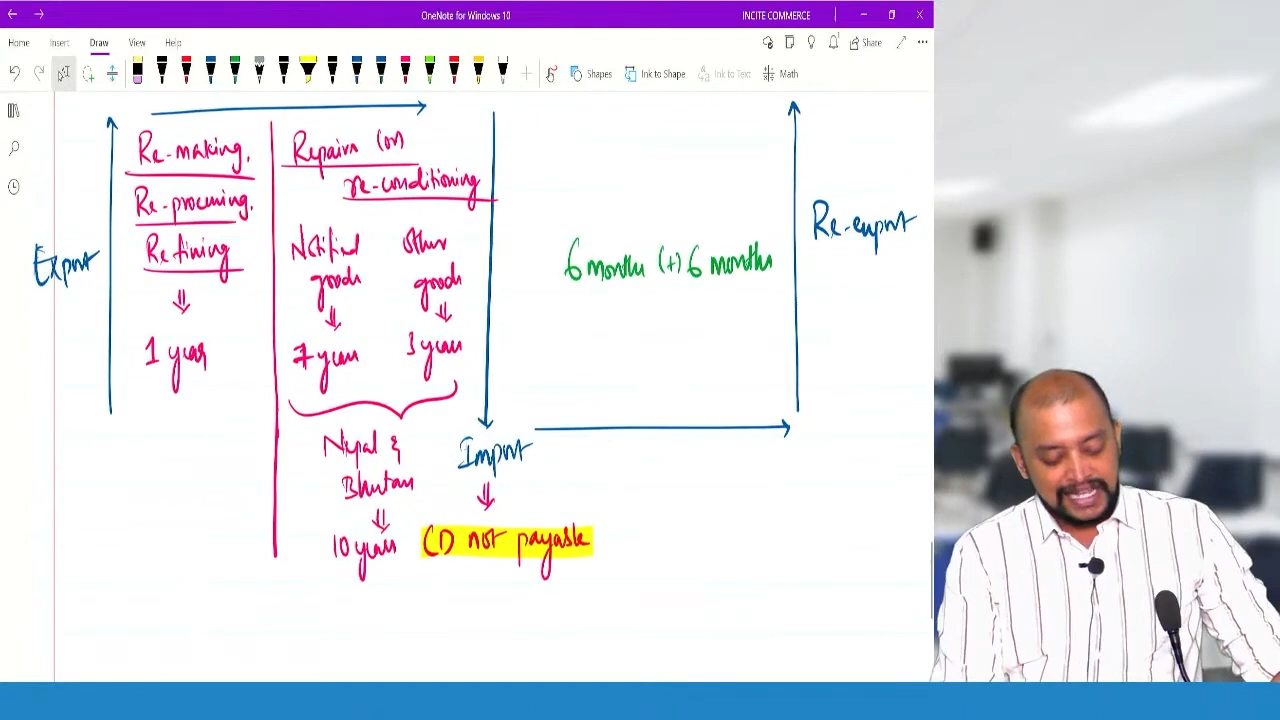 OneNote for Windows 10
INCITE COMMERCE
Home Insert Draw View Help
Share
Shapes
Ink to Shape
Ink to Text
Math
Export
Re-making.
Re-processing.
Refining
⇓
1 year
Repairs (or)
re-conditioning
Notified goods
⇓
7 years
Other goods
⇓
3 years
Nepal &
Bhutan
⇓
10 years
Import
⇓
CD not payable
6 months (+) 6 months
Re-export